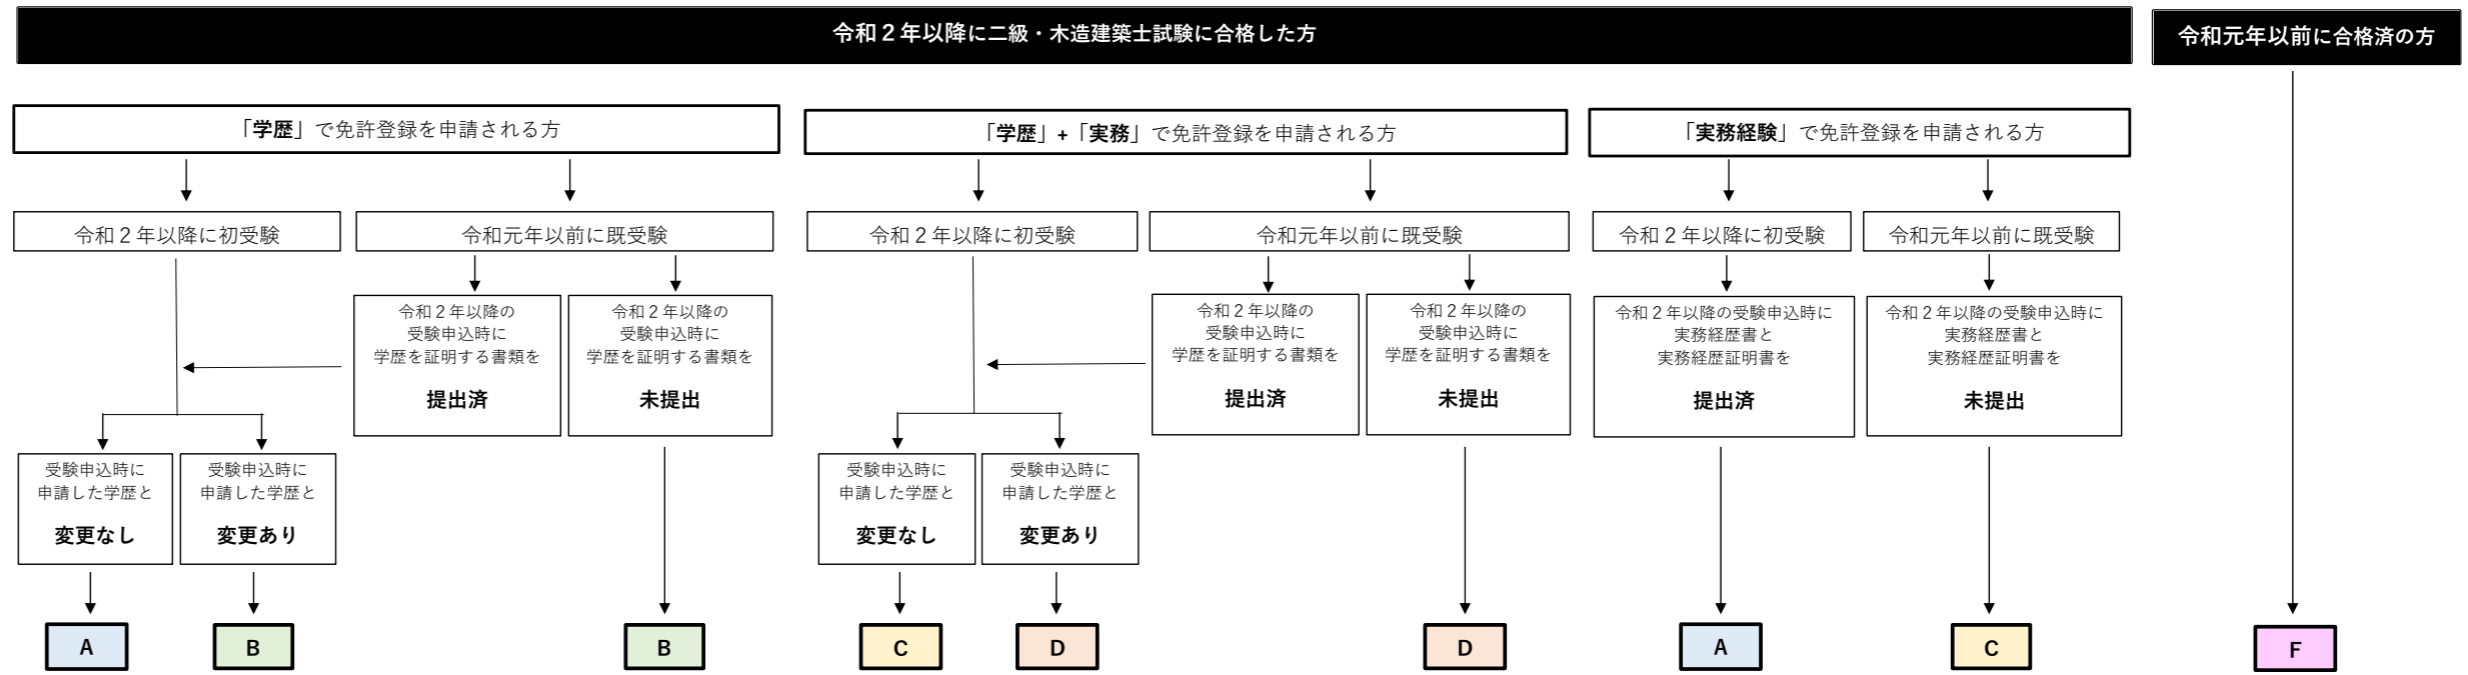 令和２年以降に二級・木造建築士試験に合格した方
令和元年以前に合格済の方
「学歴」で免許登録を申請される方
「学歴」+「実務」で免許登録を申請される方
「実務経験」で免許登録を申請される方
令和２年以降に初受験
令和元年以前に既受験
令和２年以降に初受験
令和元年以前に既受験
令和２年以降に初受験
令和元年以前に既受験
令和２年以降の
受験申込時に
学歴を証明する書類を
提出済
令和２年以降の
受験申込時に
学歴を証明する書類を
未提出
令和２年以降の
受験申込時に
学歴を証明する書類を
提出済
令和２年以降の
受験申込時に
学歴を証明する書類を
未提出
令和２年以降の受験申込時に
実務経歴書と
実務経歴証明書を
提出済
令和２年以降の受験申込時に
実務経歴書と
実務経歴証明書を
未提出
受験申込時に
申請した学歴と
変更なし
受験申込時に
申請した学歴と
変更あり
受験申込時に
申請した学歴と
変更なし
受験申込時に
申請した学歴と
変更あり
A
B
B
C
D
D
A
C
F